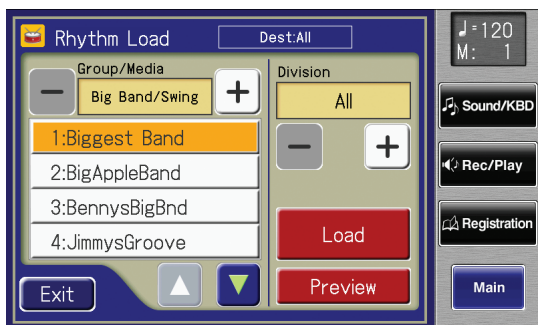 Rhythm Load
Dest:All
♩=120
M: 1
Group/Media
Big Band/Swing
Division
All
1:Biggest Band
2:BigAppleBand
3:BennysBigBnd
4:JimmysGroove
Load
Preview
Exit
Sound/KBD
Rec/Play
Registration
Main